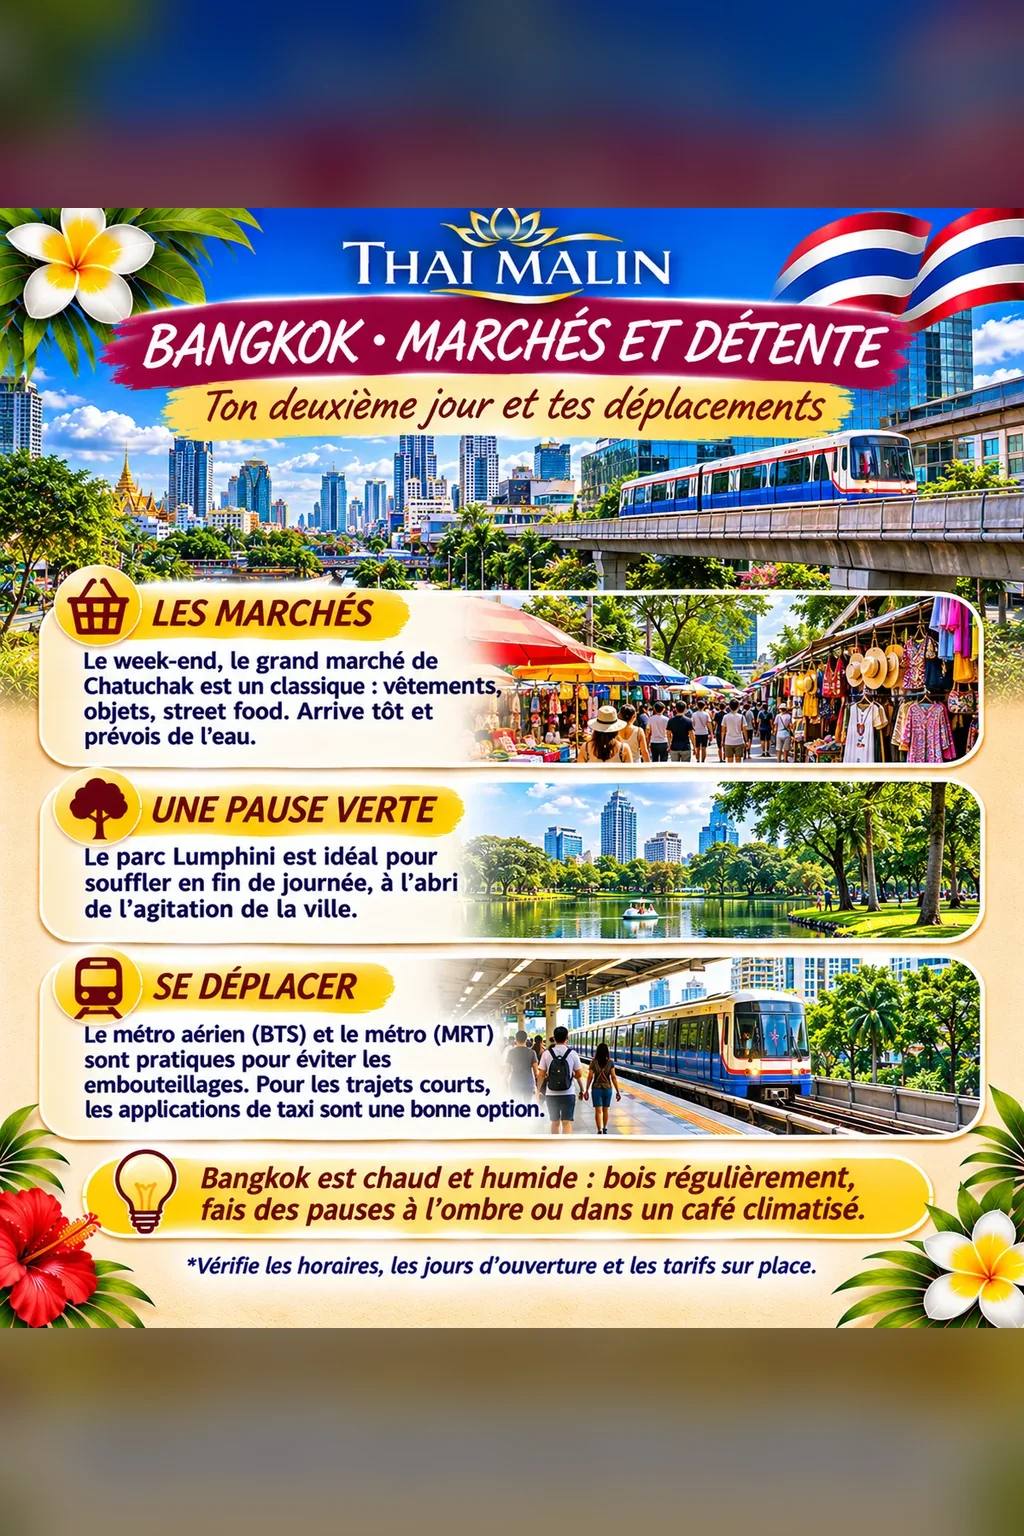 THAI MALIN
BANGKOK • MARCHÉS ET DÉTENTE
Ton deuxième jour et tes déplacements
LES MARCHÉS
Le week-end, le grand marché de
Chatuchak est un classique : vêtements,
objets, street food. Arrive tôt et
prévois de l'eau.
UNE PAUSE VERTE
Le parc Lumphini est idéal pour
souffler en fin de journée, à l'abri
de l'agitation de la ville.
SE DÉPLACER
Le métro aérien (BTS) et le métro (MRT)
sont pratiques pour éviter les
embouteillages. Pour les trajets courts,
les applications de taxi sont une bonne option.
Bangkok est chaud et humide : bois régulièrement,
fais des pauses à l'ombre ou dans un café climatisé.
*Vérifie les horaires, les jours d'ouverture et les tarifs sur place.